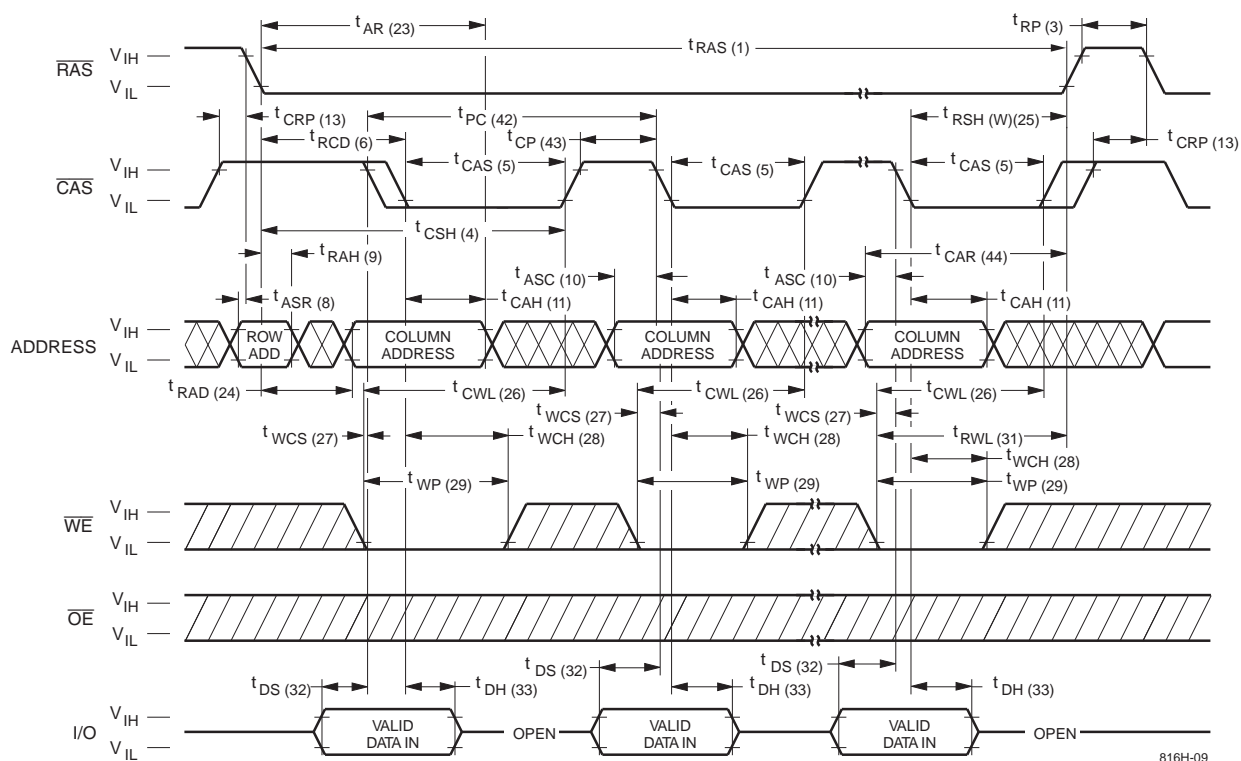 t AR (23)
t RP (3)
t RAS (1)
RAS
V IH
V IL
t CRP (13)
t PC (42)
t RSH (W)(25)
t RCD (6)
t CP (43)
t CRP (13)
t CAS (5)
t CAS (5)
t CAS (5)
CAS
V IH
V IL
t CSH (4)
t RAH (9)
t CAR (44)
t ASC (10)
t ASC (10)
t ASR (8)
t CAH (11)
t CAH (11)
t CAH (11)
ADDRESS
V IH
V IL
ROW ADD
COLUMN ADDRESS
COLUMN ADDRESS
COLUMN ADDRESS
t RAD (24)
t CWL (26)
t CWL (26)
t CWL (26)
t WCS (27)
t WCH (28)
t WCS (27)
t WCH (28)
t WCS (27)
t RWL (31)
t WCH (28)
t WP (29)
t WP (29)
t WP (29)
WE
V IH
V IL
OE
V IH
V IL
t DS (32)
t DS (32)
t DS (32)
t DH (33)
t DH (33)
t DH (33)
I/O
V IH
V IL
VALID DATA IN
OPEN
VALID DATA IN
VALID DATA IN
OPEN
816H-09